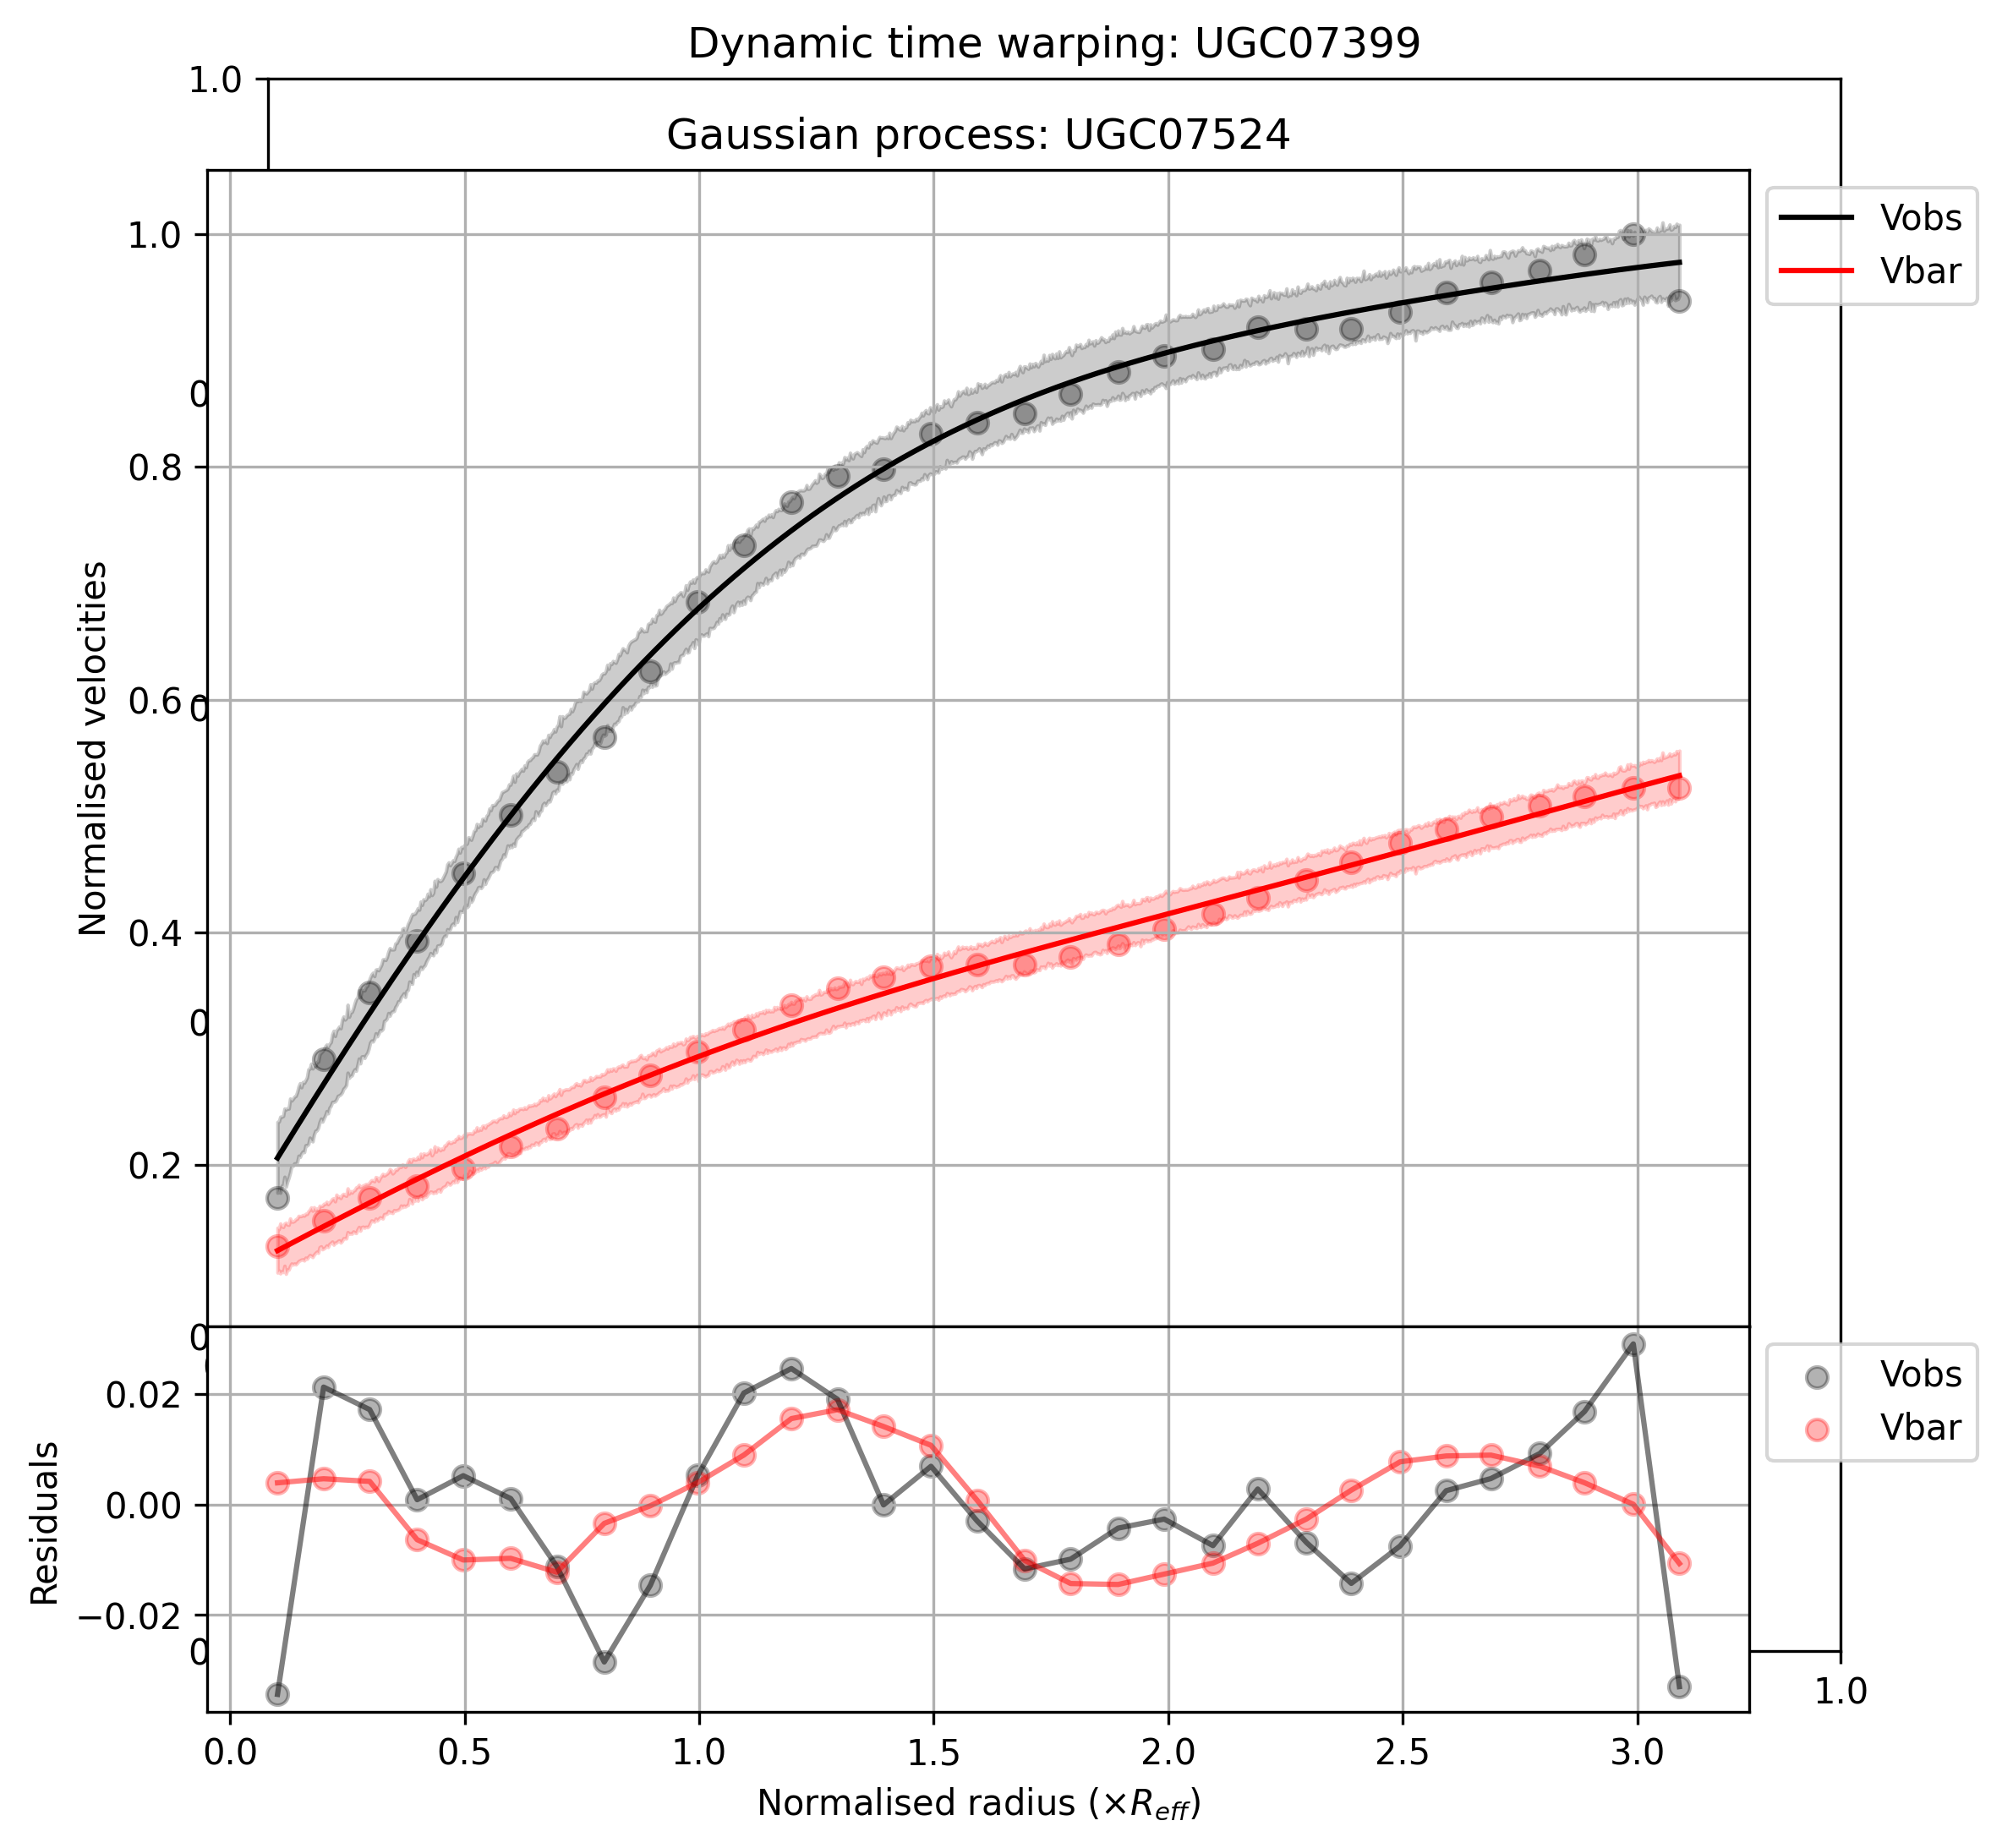 Dynamic time warping: UGC07399
1.0
Gaussian process: UGC07524
1.0
0.8
0.6
0.4
0.2
Normalised velocities
Vobs
Vbar
0.02
0.00
−0.02
Residuals
Vobs
Vbar
1.0
0.0 0.5 1.0 1.5 2.0 2.5 3.0
Normalised radius (×R_eff)